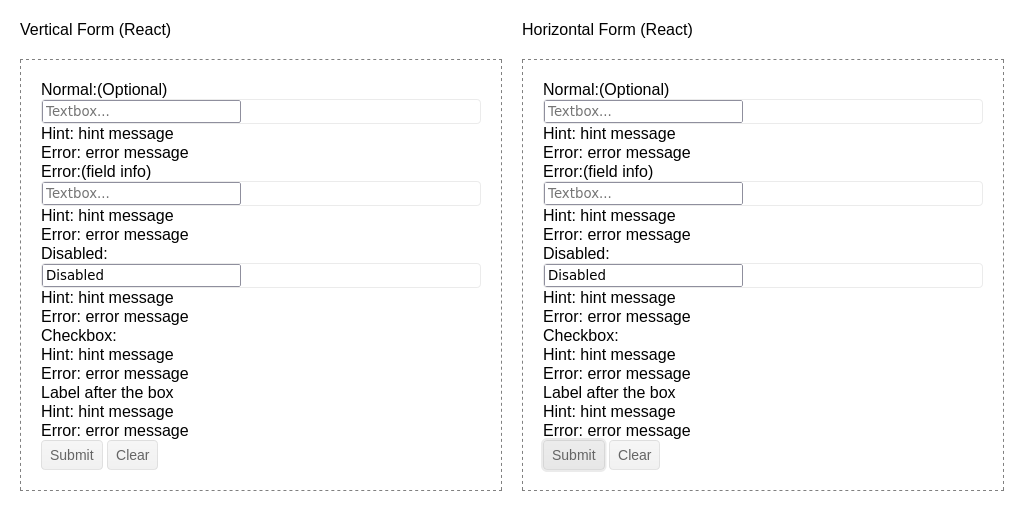 Vertical Form (React)
Normal:(Optional)
Textbox...
Hint: hint message
Error: error message
Error:(field info)
Textbox...
Hint: hint message
Error: error message
Disabled:
Disabled
Hint: hint message
Error: error message
Checkbox:
Hint: hint message
Error: error message
Label after the box
Hint: hint message
Error: error message
Submit Clear
Horizontal Form (React)
Normal:(Optional)
Textbox...
Hint: hint message
Error: error message
Error:(field info)
Textbox...
Hint: hint message
Error: error message
Disabled:
Disabled
Hint: hint message
Error: error message
Checkbox:
Hint: hint message
Error: error message
Label after the box
Hint: hint message
Error: error message
Submit Clear